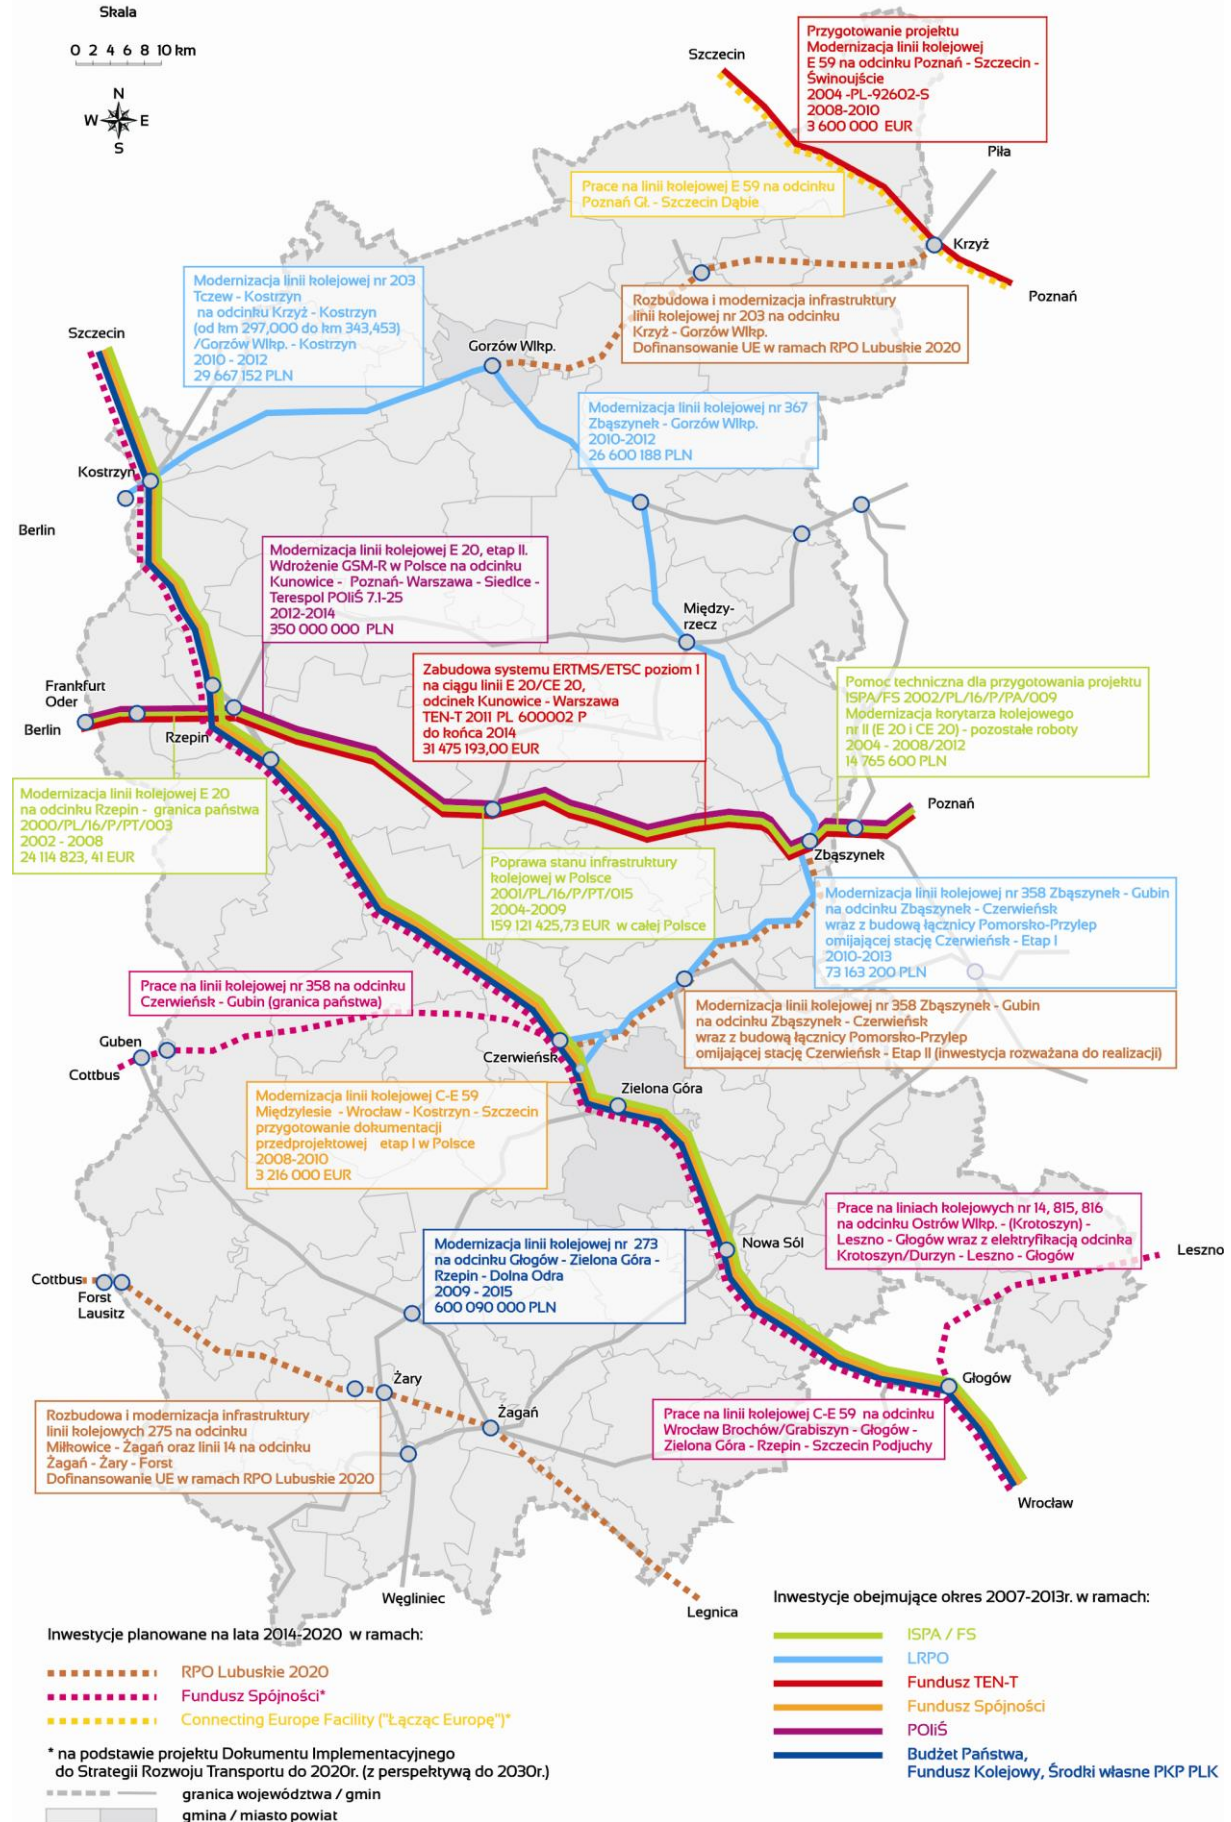 Skala
0 2 4 6 8 10 km
N
W E
S
Szczecin
Przygotowanie projektu
Modernizacja linii kolejowej
E 59 na odcinku Poznań - Szczecin -
Świnoujście
2004 -PL-92602-S
2008-2010
3 600 000 EUR
Piła
Prace na linii kolejowej E 59 na odcinku
Poznań Gł. - Szczecin Dąbie
Krzyż
Poznań
Modernizacja linii kolejowej nr 203
Tczew - Kostrzyn
na odcinku Krzyż - Kostrzyn
(od km 297,000 do km 343,453)
/Gorzów Wlkp. - Kostrzyn
2010 - 2012
29 667 152 PLN
Rozbudowa i modernizacja infrastruktury
linii kolejowej nr 203 na odcinku
Krzyż - Gorzów Wlkp.
Dofinansowanie UE w ramach RPO Lubuskie 2020
Szczecin
Gorzów Wlkp.
Modernizacja linii kolejowej nr 367
Zbąszynek - Gorzów Wlkp.
2010-2012
26 600 188 PLN
Kostrzyn
Berlin
Modernizacja linii kolejowej E 20, etap II.
Wdrożenie GSM-R w Polsce na odcinku
Kunowice - Poznań- Warszawa - Siedlce -
Terespol POIiŚ 7.1-25
2012-2014
350 000 000 PLN
Między-
rzecz
Zabudowa systemu ERTMS/ETSC poziom 1
na ciągu linii E 20/CE 20,
odcinek Kunowice - Warszawa
TEN-T 2011 PL 600002 P
do końca 2014
31 475 193,00 EUR
Pomoc techniczna dla przygotowania projektu
ISPA/FS 2002/PL/16/P/PA/009
Modernizacja korytarza kolejowego
nr II (E 20 i CE 20) - pozostałe roboty
2004 - 2008/2012
14 765 600 PLN
Frankfurt
Oder
Berlin
Rzepin
Modernizacja linii kolejowej E 20
na odcinku Rzepin - granica państwa
2000/PL/16/P/PT/003
2002 - 2008
24 114 823, 41 EUR
Poznań
Zbąszynek
Poprawa stanu infrastruktury
kolejowej w Polsce
2001/PL/16/P/PT/015
2004-2009
159 121 425,73 EUR w całej Polsce
Modernizacja linii kolejowej nr 358 Zbąszynek - Gubin
na odcinku Zbąszynek - Czerwieńsk
wraz z budową łącznicy Pomorsko-Przylep
omijającej stację Czerwieńsk - Etap I
2010-2013
73 163 200 PLN
Prace na linii kolejowej nr 358 na odcinku
Czerwieńsk - Gubin (granica państwa)
Modernizacja linii kolejowej nr 358 Zbąszynek - Gubin
na odcinku Zbąszynek - Czerwieńsk
wraz z budową łącznicy Pomorsko-Przylep
omijającej stację Czerwieńsk - Etap II (inwestycja rozważana do realizacji)
Guben
Cottbus
Czerwieńsk
Zielona Góra
Modernizacja linii kolejowej C-E 59
Międzylesie - Wrocław - Kostrzyn - Szczecin
przygotowanie dokumentacji
przedprojektowej etap I w Polsce
2008-2010
3 216 000 EUR
Prace na liniach kolejowych nr 14, 815, 816
na odcinku Ostrów Wlkp. - (Krotoszyn) -
Leszno - Głogów wraz z elektryfikacją odcinka
Krotoszyn/Durzyn - Leszno - Głogów
Leszno
Modernizacja linii kolejowej nr 273
na odcinku Głogów - Zielona Góra -
Rzepin - Dolna Odra
2009 - 2015
600 090 000 PLN
Nowa Sól
Cottbus
Forst
Lausitz
Żary
Głogów
Żagań
Rozbudowa i modernizacja infrastruktury
linii kolejowych 275 na odcinku
Miłkowice - Żagań oraz linii 14 na odcinku
Żagań - Żary - Forst
Dofinansowanie UE w ramach RPO Lubuskie 2020
Prace na linii kolejowej C-E 59 na odcinku
Wrocław Brochów/Grabiszyn - Głogów -
Zielona Góra - Rzepin - Szczecin Podjuchy
Wrocław
Węgliniec
Legnica
Inwestycje planowane na lata 2014-2020 w ramach:
RPO Lubuskie 2020
Fundusz Spójności*
Connecting Europe Facility ("Łącząc Europę")*
* na podstawie projektu Dokumentu Implementacyjnego
do Strategii Rozwoju Transportu do 2020r. (z perspektywą do 2030r.)
granica województwa / gmin
gmina / miasto powiat
Inwestycje obejmujące okres 2007-2013r. w ramach:
ISPA / FS
LRPO
Fundusz TEN-T
Fundusz Spójności
POIiŚ
Budżet Państwa,
Fundusz Kolejowy, Środki własne PKP PLK